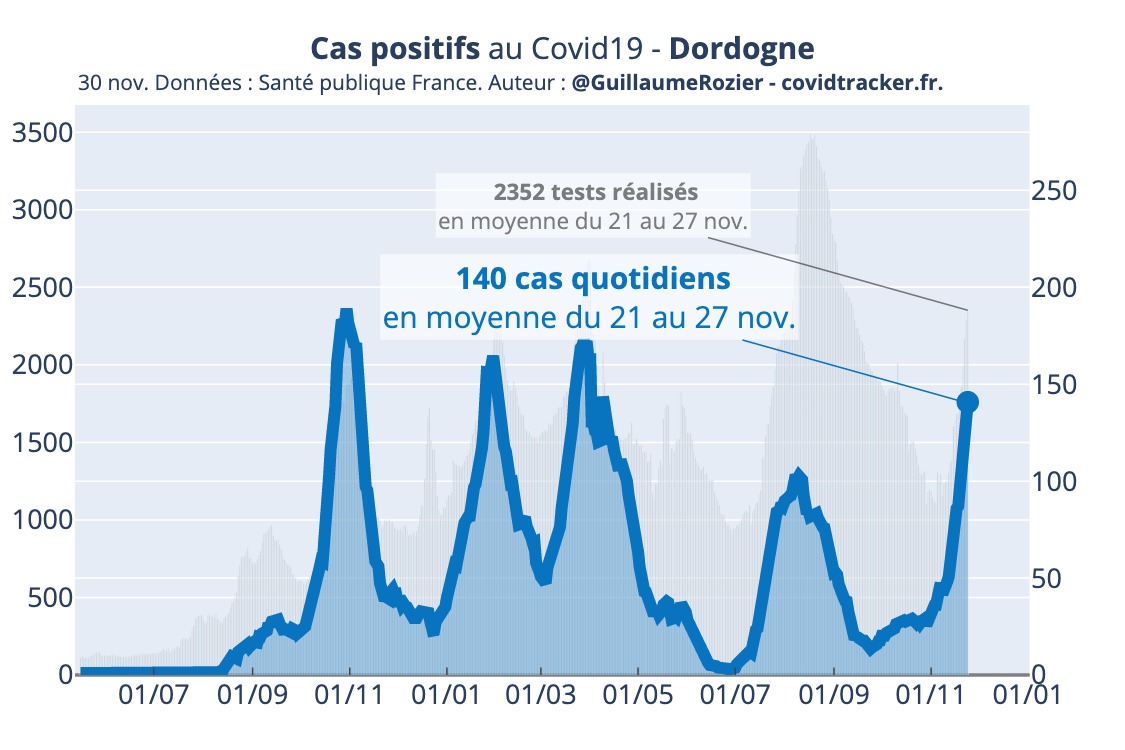 Cas positifs au Covid19 - Dordogne
30 nov. Données : Santé publique France. Auteur : @GuillaumeRozier - covidtracker.fr.
3500
3000
2500
2000
1500
1000
500
0
2352 tests réalisés
en moyenne du 21 au 27 nov.
140 cas quotidiens
en moyenne du 21 au 27 nov.
250
200
150
100
50
0
01/07 01/09 01/11 01/01 01/03 01/05 01/07 01/09 01/11 01/01